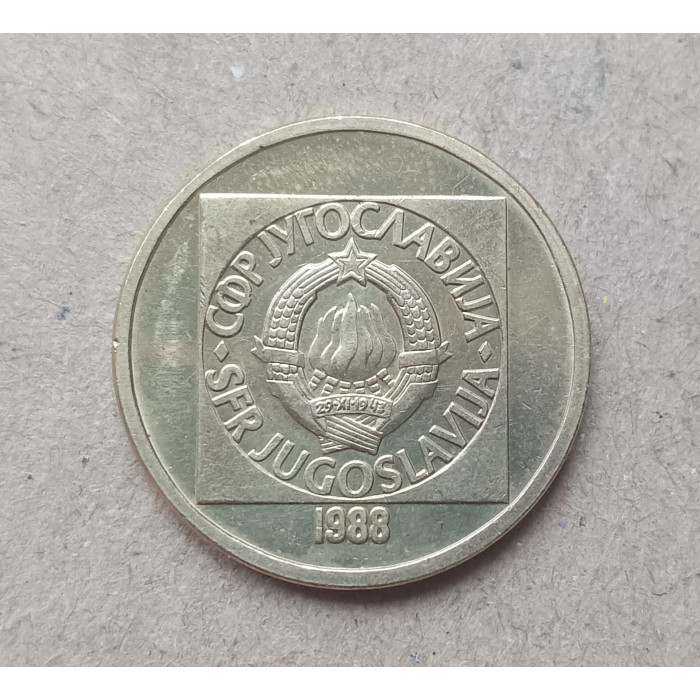 СФР ЈУГОСЛАВИЈА
SFR JUGOSLAVIJA
29·XI·1943
1988